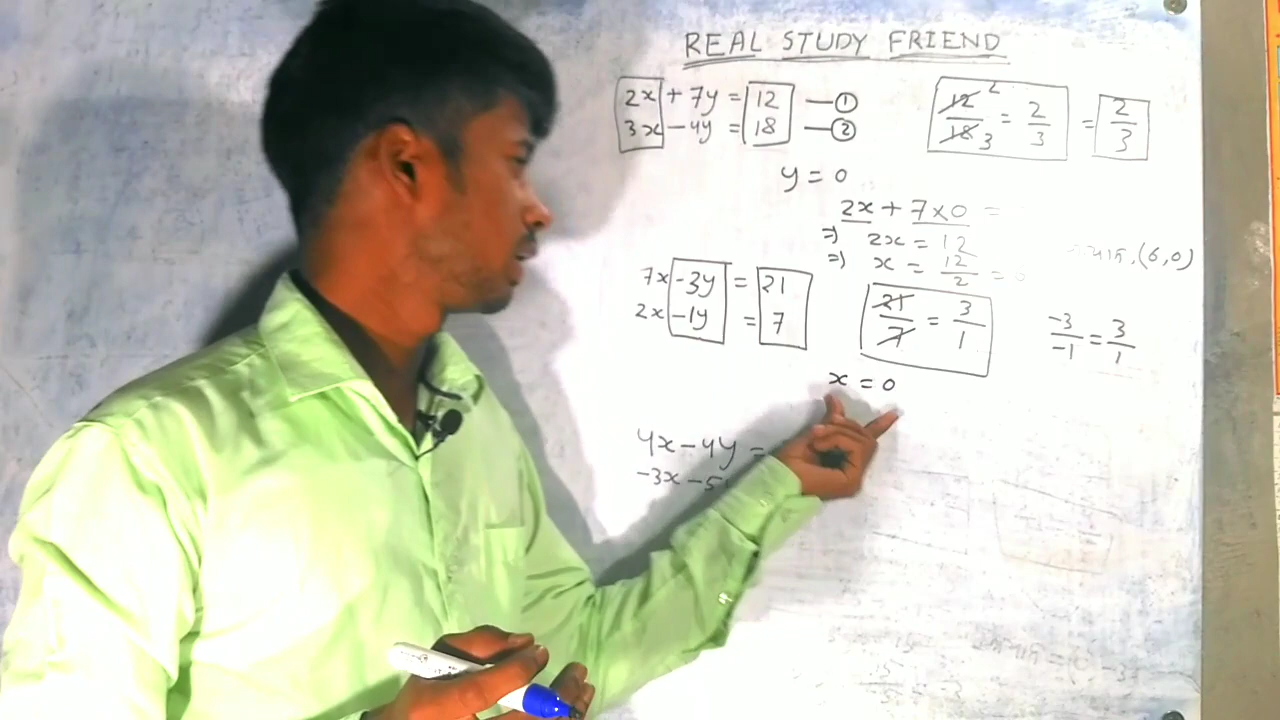 REAL STUDY FRIEND
2x + 7y = 12 — ①
3x - 4y = 18 — ②
12/18 2/3 = 2/3 = 2/3
y = 0
2x + 7×0 =
⇒ 2x = 12
⇒ x = 12/2 =
(6,0)
7x - 3y = 21
2x - 1y = 7
21/7 = 3/1
-3/-1 = 3/1
x = 0
4x - 4y =
-3x - 5